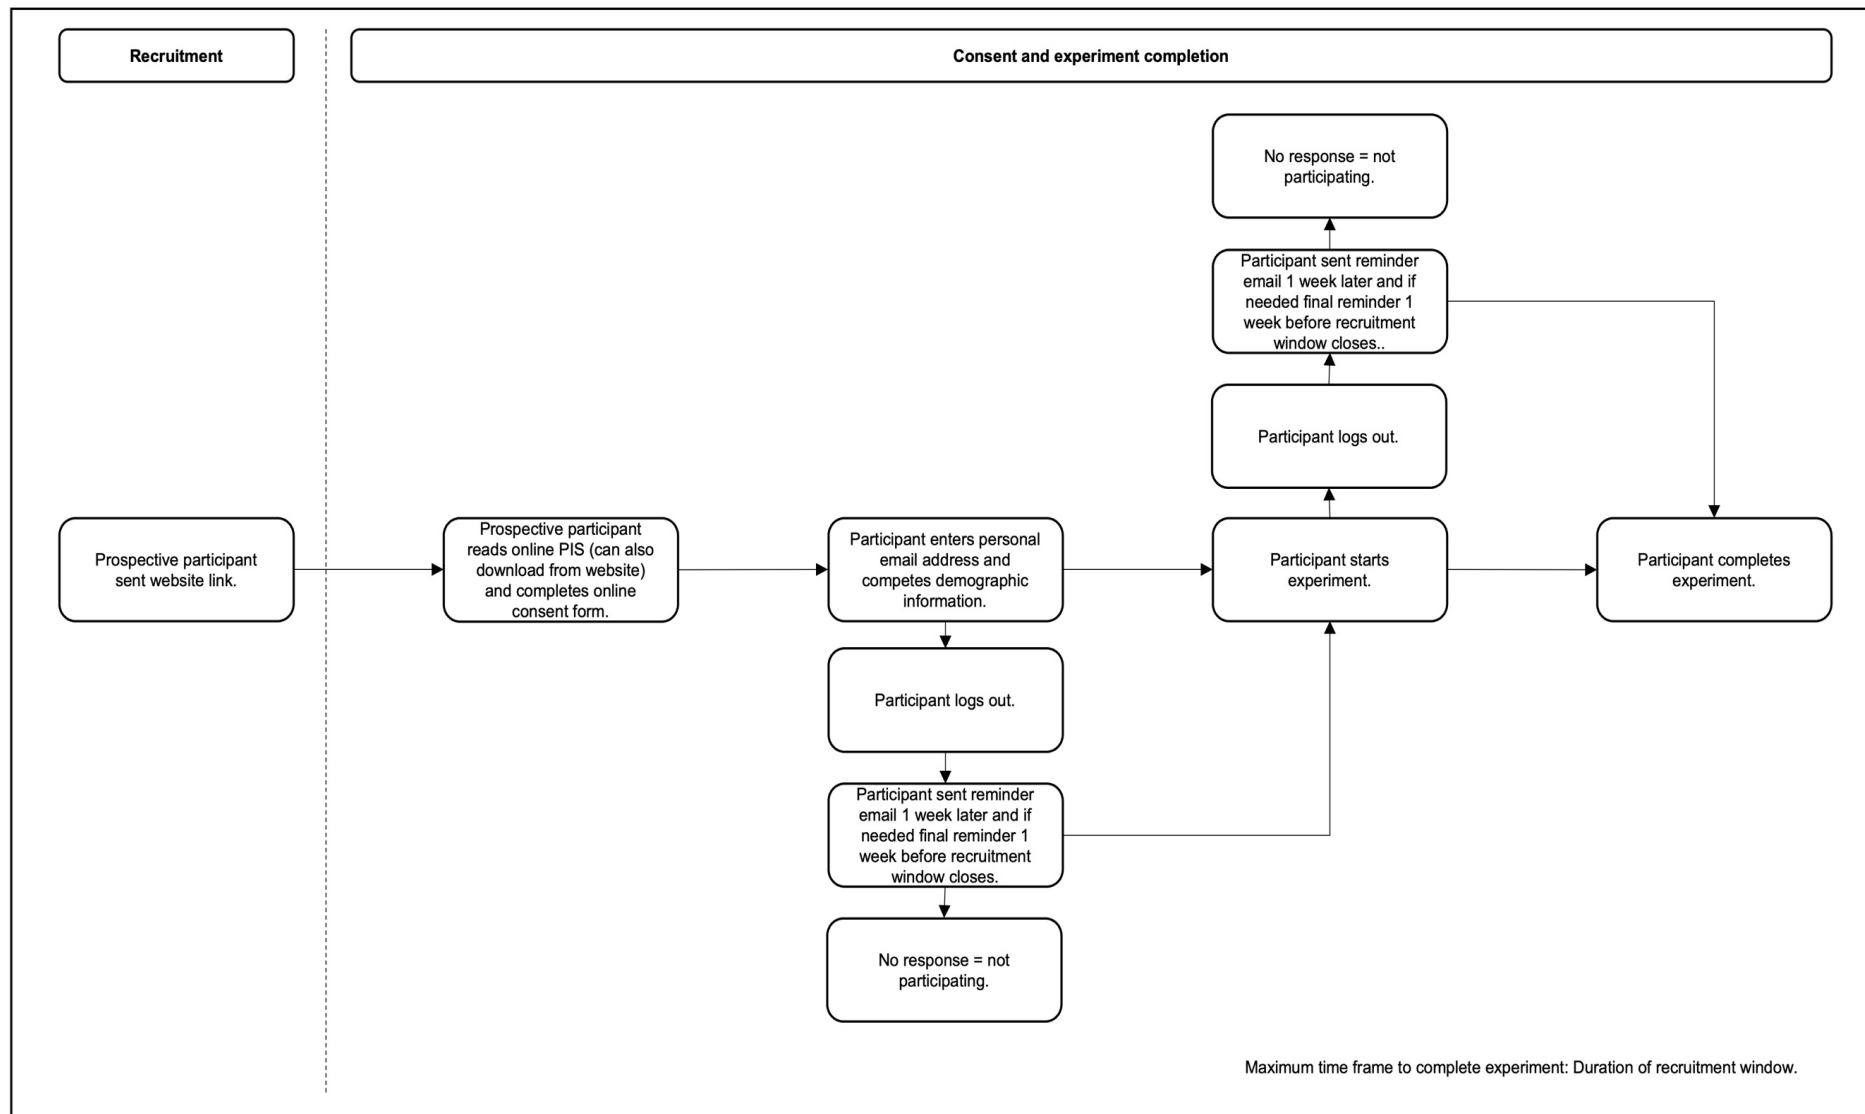 Recruitment
Consent and experiment completion
No response = not
participating.
Participant sent reminder
email 1 week later and if
needed final reminder 1
week before recruitment
window closes..
Participant logs out.
Prospective participant
sent website link.
Prospective participant
reads online PIS (can also
download from website)
and completes online
consent form.
Participant enters personal
email address and
competes demographic
information.
Participant starts
experiment.
Participant completes
experiment.
Participant logs out.
Participant sent reminder
email 1 week later and if
needed final reminder 1
week before recruitment
window closes.
No response = not
participating.
Maximum time frame to complete experiment: Duration of recruitment window.